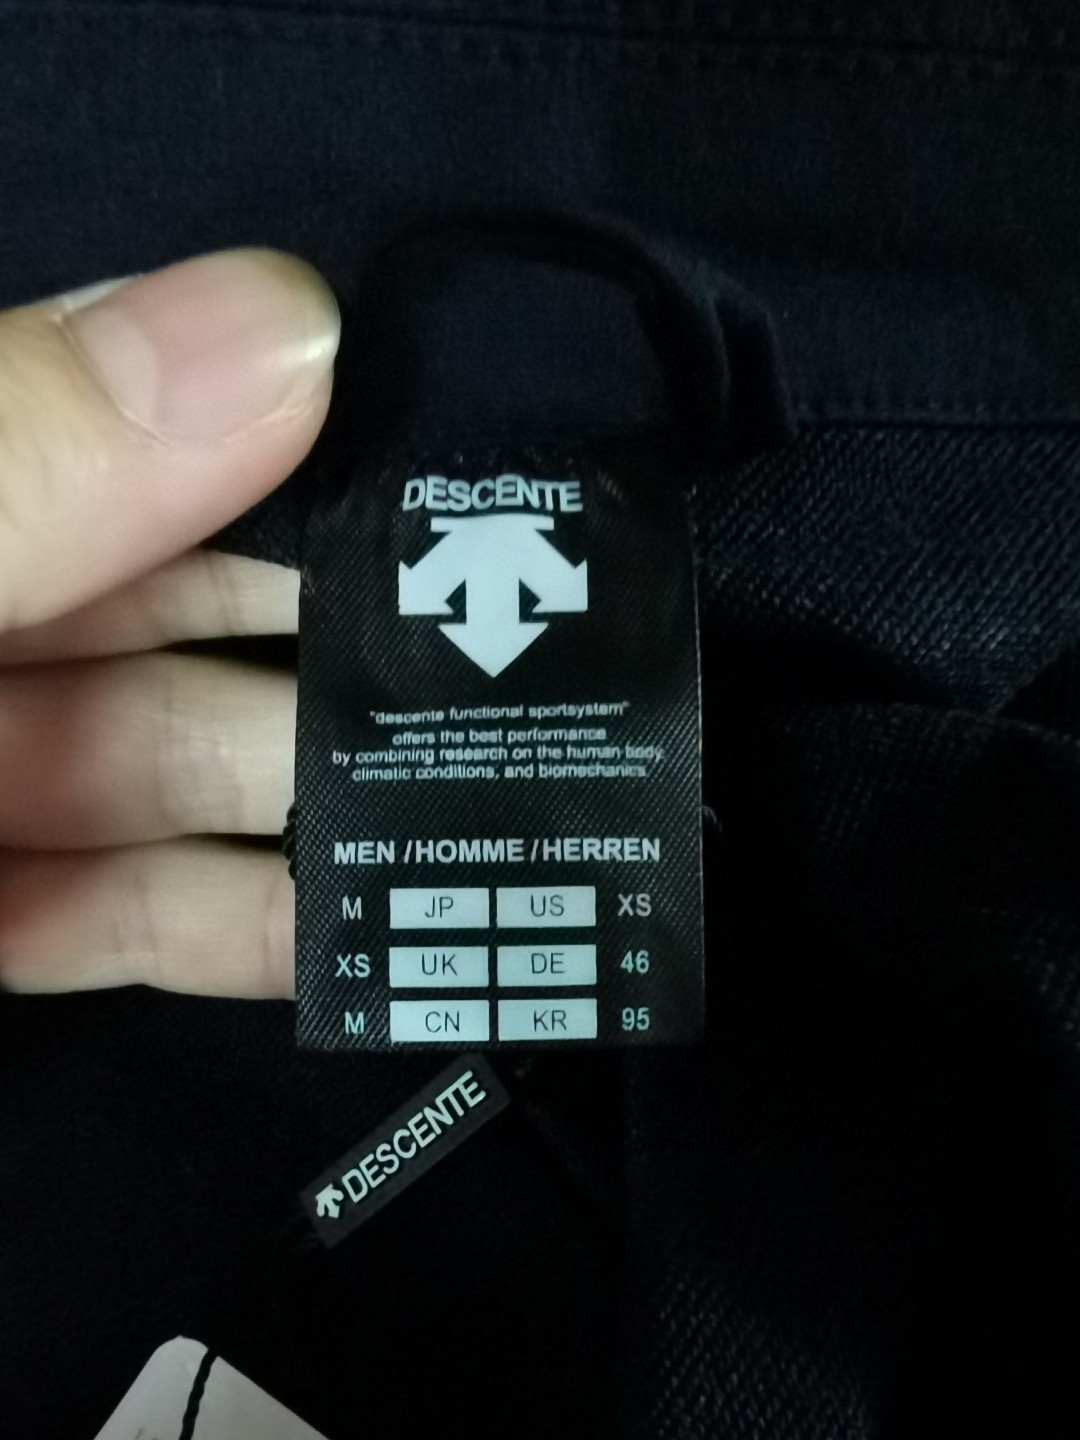 DESCENTE
"descente functional sportsystem"
offers the best performance
by combining research on the human body,
climatic conditions, and biomechanics.
MEN / HOMME / HERREN
M JP US XS
XS UK DE 46
M CN KR 95
DESCENTE